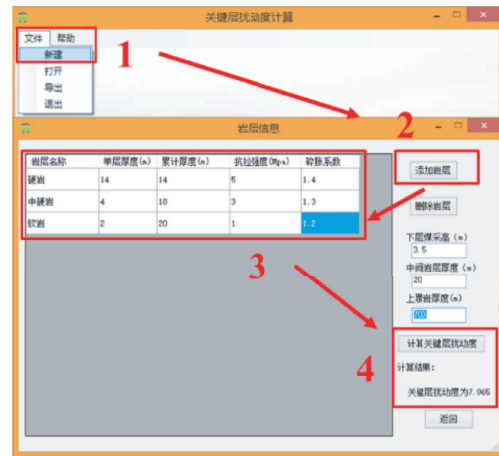 关键层扰动度计算
文件 帮助
新建
打开
导出
退出
1
岩层信息
2
岩层名称 单层厚度(m) 累计厚度(m) 抗拉强度(Mpa) 碎胀系数
硬岩 14 14 5 1.4
中硬岩 4 18 3 1.3
软岩 2 20 1 1.2
添加岩层
删除岩层
下层煤采高 (m)
3.5
中间岩层厚度 (m)
20
上覆岩厚度(m)
700
3
计算关键层扰动度
4
计算结果:
关键层扰动度为7.965
返回